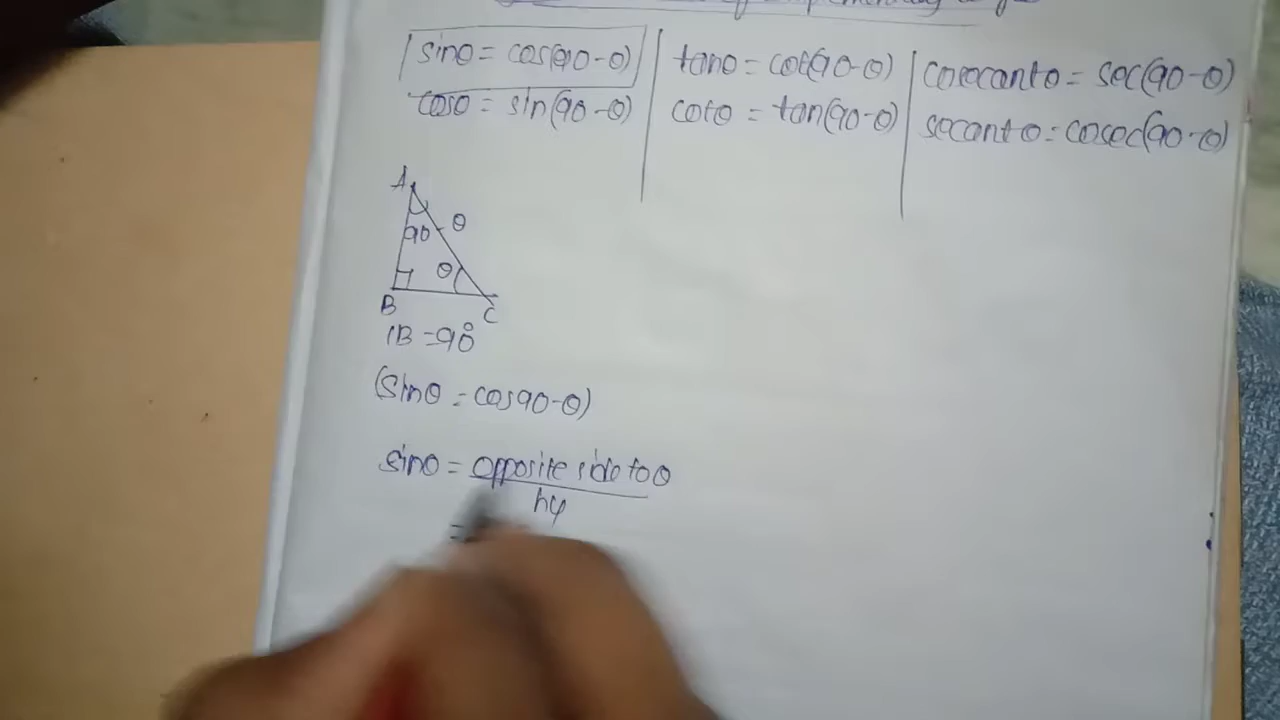 sinθ = cos(90-θ)
cosθ = sin(90-θ)
tanθ = cot(90-θ)
cotθ = tan(90-θ)
cosecantθ = sec(90-θ)
secantθ = cosec(90-θ)
A
90-θ
θ
B
C
∠B = 90°
(sinθ = cos90-θ)
sinθ = opposite side to θ
hy
=